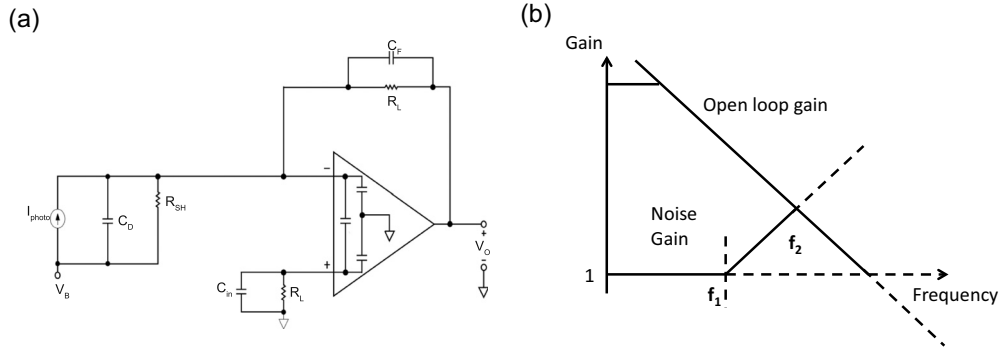 (a)
C_F
R_L
I_photo
C_D
R_SH
V_B
−
+
C_in
R_L
+
V_O
−
(b)
Gain
Open loop gain
Noise
Gain
f_2
1
f_1
Frequency